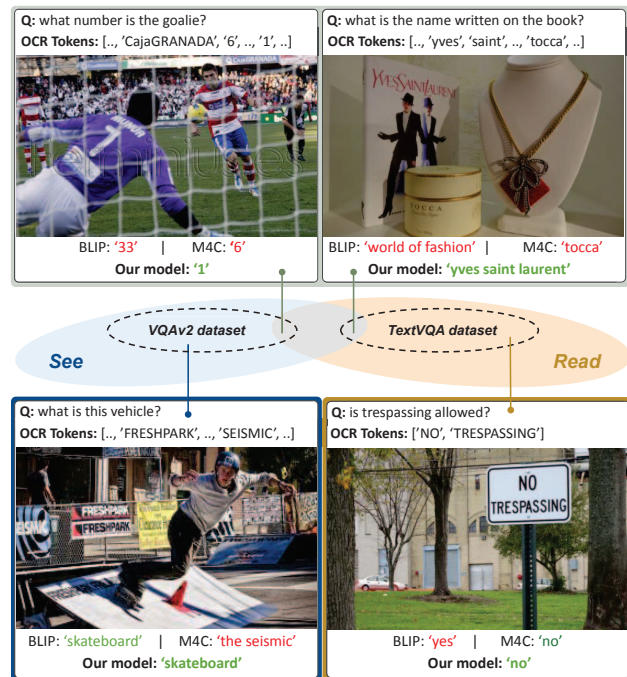 Q: what number is the goalie?
OCR Tokens: [.., 'CajaGRANADA', '6', .., '1', ..]
CajaGRANADA
1
BLIP: '33' | M4C: '6'
Our model: '1'
Q: what is the name written on the book?
OCR Tokens: [.., 'yves', 'saint', .., 'tocca', ..]
YVESSAINTLAURENT
TOCCA
BLIP: 'world of fashion' | M4C: 'tocca'
Our model: 'yves saint laurent'
VQAv2 dataset
TextVQA dataset
See
Read
Q: what is this vehicle?
OCR Tokens: [.., 'FRESHPARK', .., 'SEISMIC', ..]
FRESHPARK
FRESHPARK
SEISMIC
BLIP: 'skateboard' | M4C: 'the seismic'
Our model: 'skateboard'
Q: is trespassing allowed?
OCR Tokens: ['NO', 'TRESPASSING']
NO
TRESPASSING
BLIP: 'yes' | M4C: 'no'
Our model: 'no'